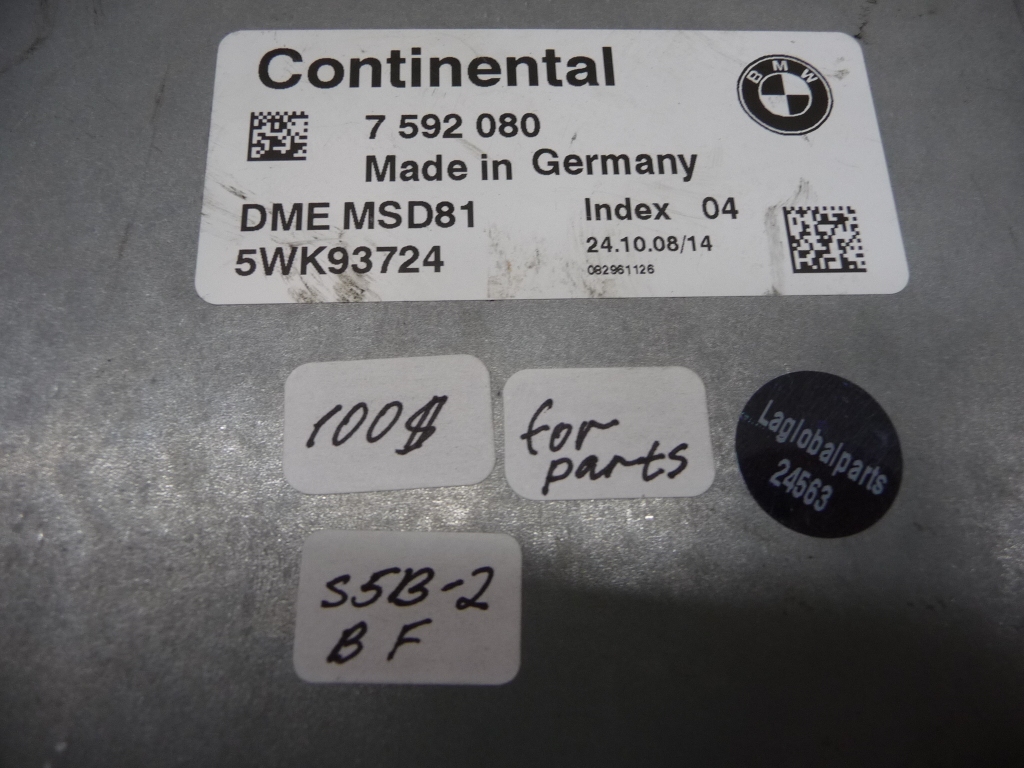 Continental
BMW
7 592 080
Made in Germany
DME MSD81
Index 04
5WK93724
24.10.08/14
082961126
100$
for
parts
Laglobalparts
24563
S5B-2
B F